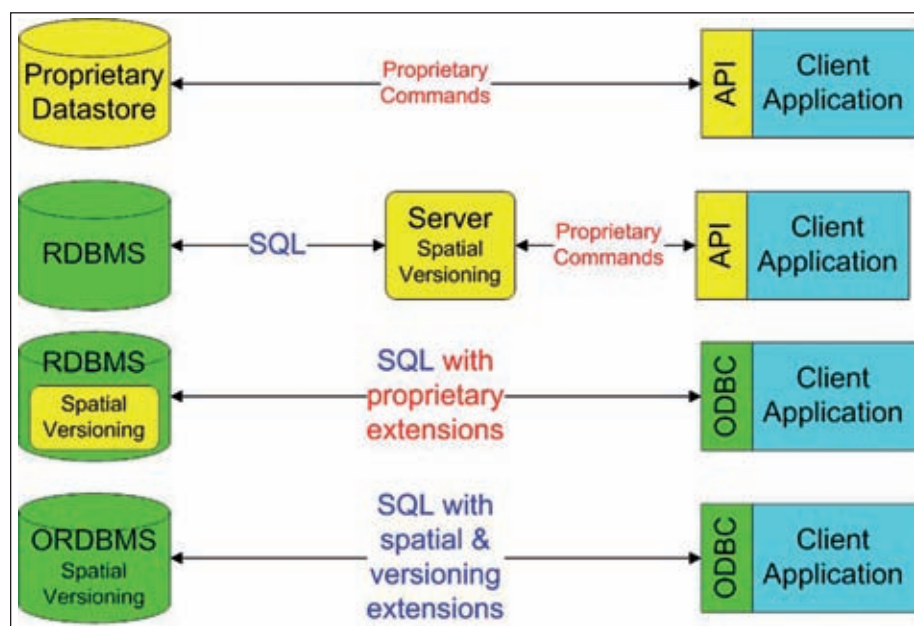 Proprietary
Datastore
Proprietary
Commands
API
Client
Application
RDBMS
SQL
Server
Spatial
Versioning
Proprietary
Commands
API
Client
Application
RDBMS
Spatial
Versioning
SQL with
proprietary
extensions
ODBC
Client
Application
ORDBMS
Spatial
Versioning
SQL with
spatial &
versioning
extensions
ODBC
Client
Application